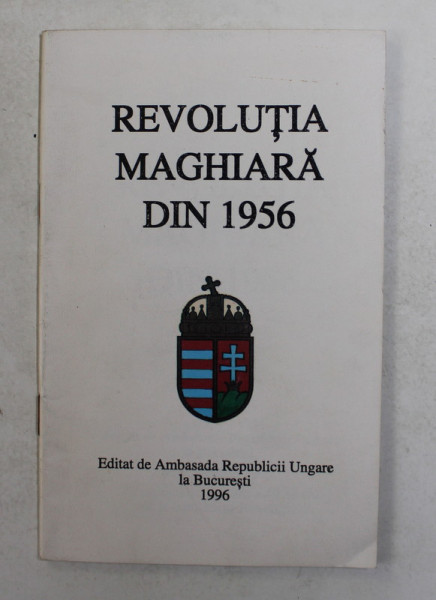 REVOLUȚIA
MAGHIARĂ
DIN 1956
Editat de Ambasada Republicii Ungare
la București
1996